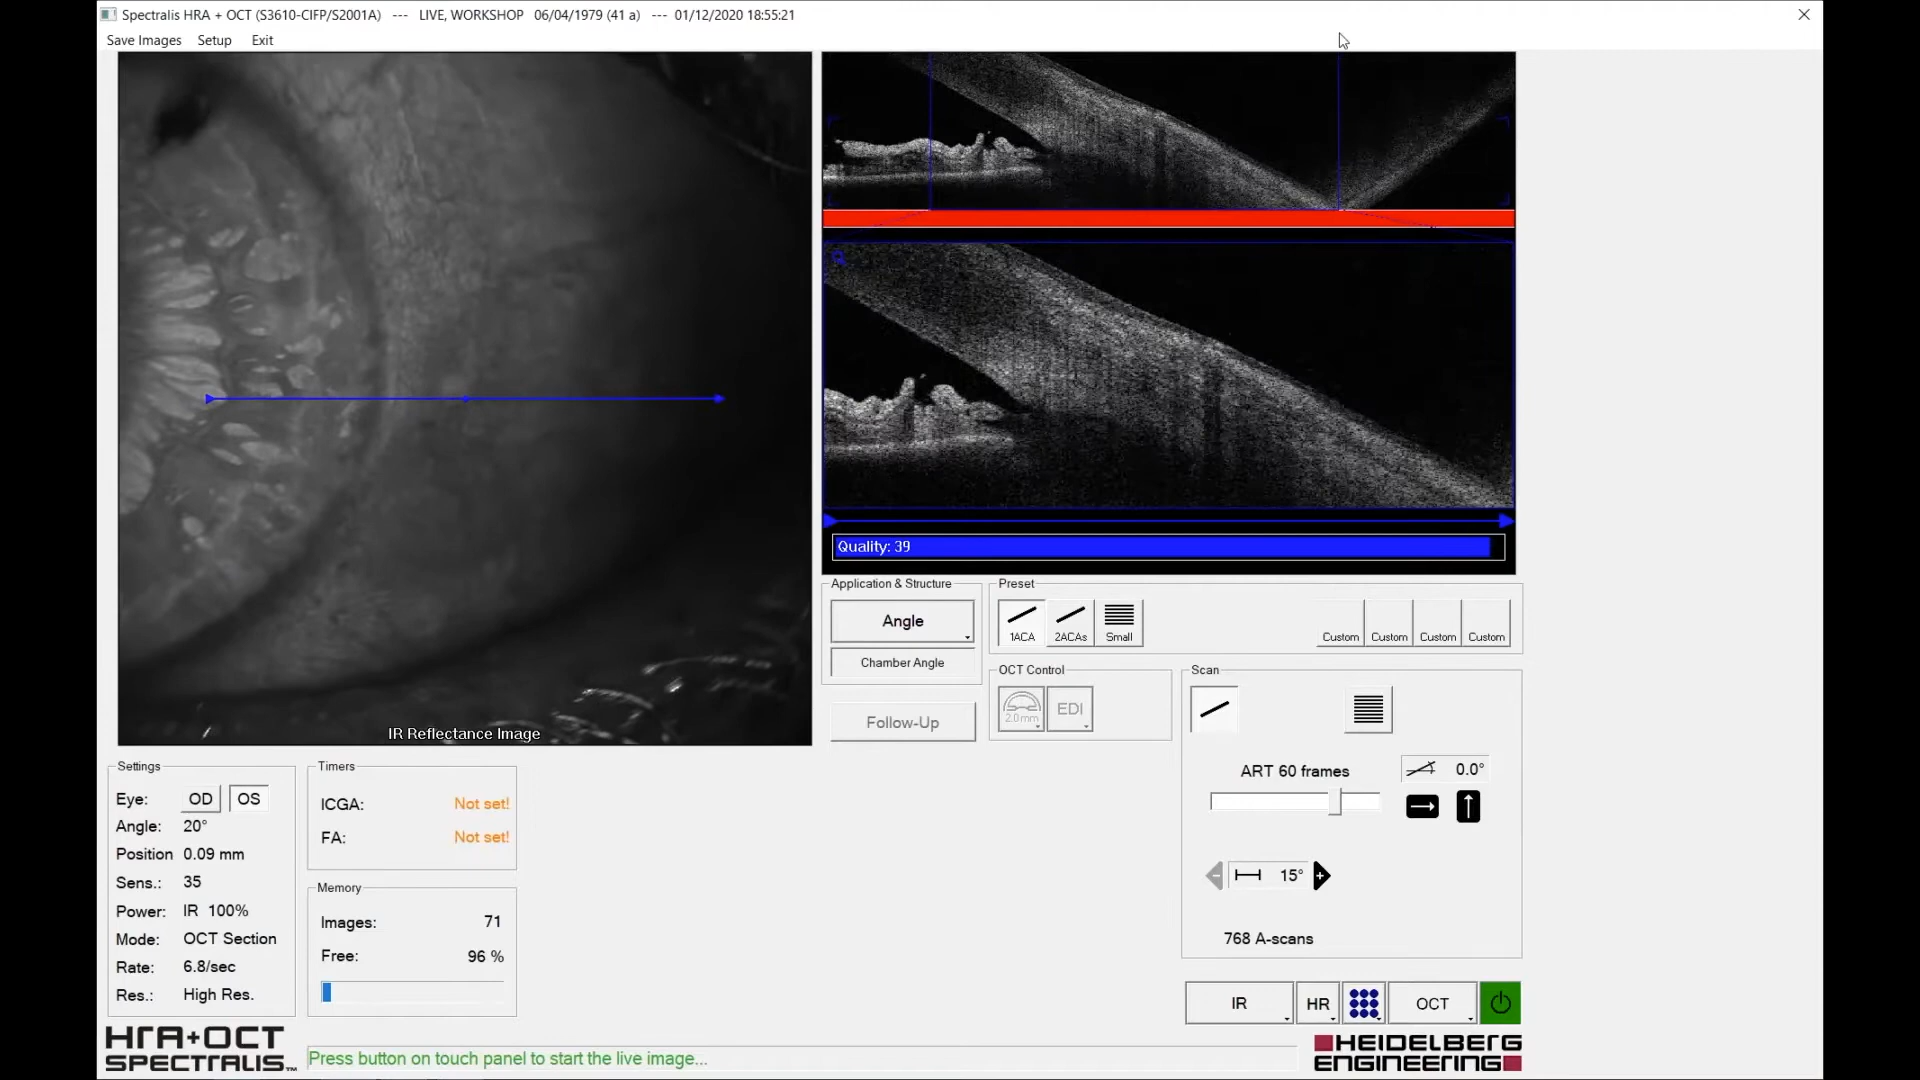 Spectralis HRA + OCT (S3610-CIFP/S2001A) --- LIVE, WORKSHOP 06/04/1979 (41 a) --- 01/12/2020 18:55:21
Save Images Setup Exit
IR Reflectance Image
Quality: 39
Application & Structure
Angle
Chamber Angle
Follow-Up
Preset
1ACA 2ACAs Small Custom Custom Custom Custom
OCT Control
2.0mm EDI
Scan
ART 60 frames 0.0°
15°
768 A-scans
Settings
Eye: OD OS
Angle: 20°
Position 0.09 mm
Sens.: 35
Power: IR 100%
Mode: OCT Section
Rate: 6.8/sec
Res.: High Res.
Timers
ICGA: Not set!
FA: Not set!
Memory
Images: 71
Free: 96 %
IR HR OCT
HRA+OCT
SPECTRALIS™
Press button on touch panel to start the live image...
HEIDELBERG
ENGINEERING